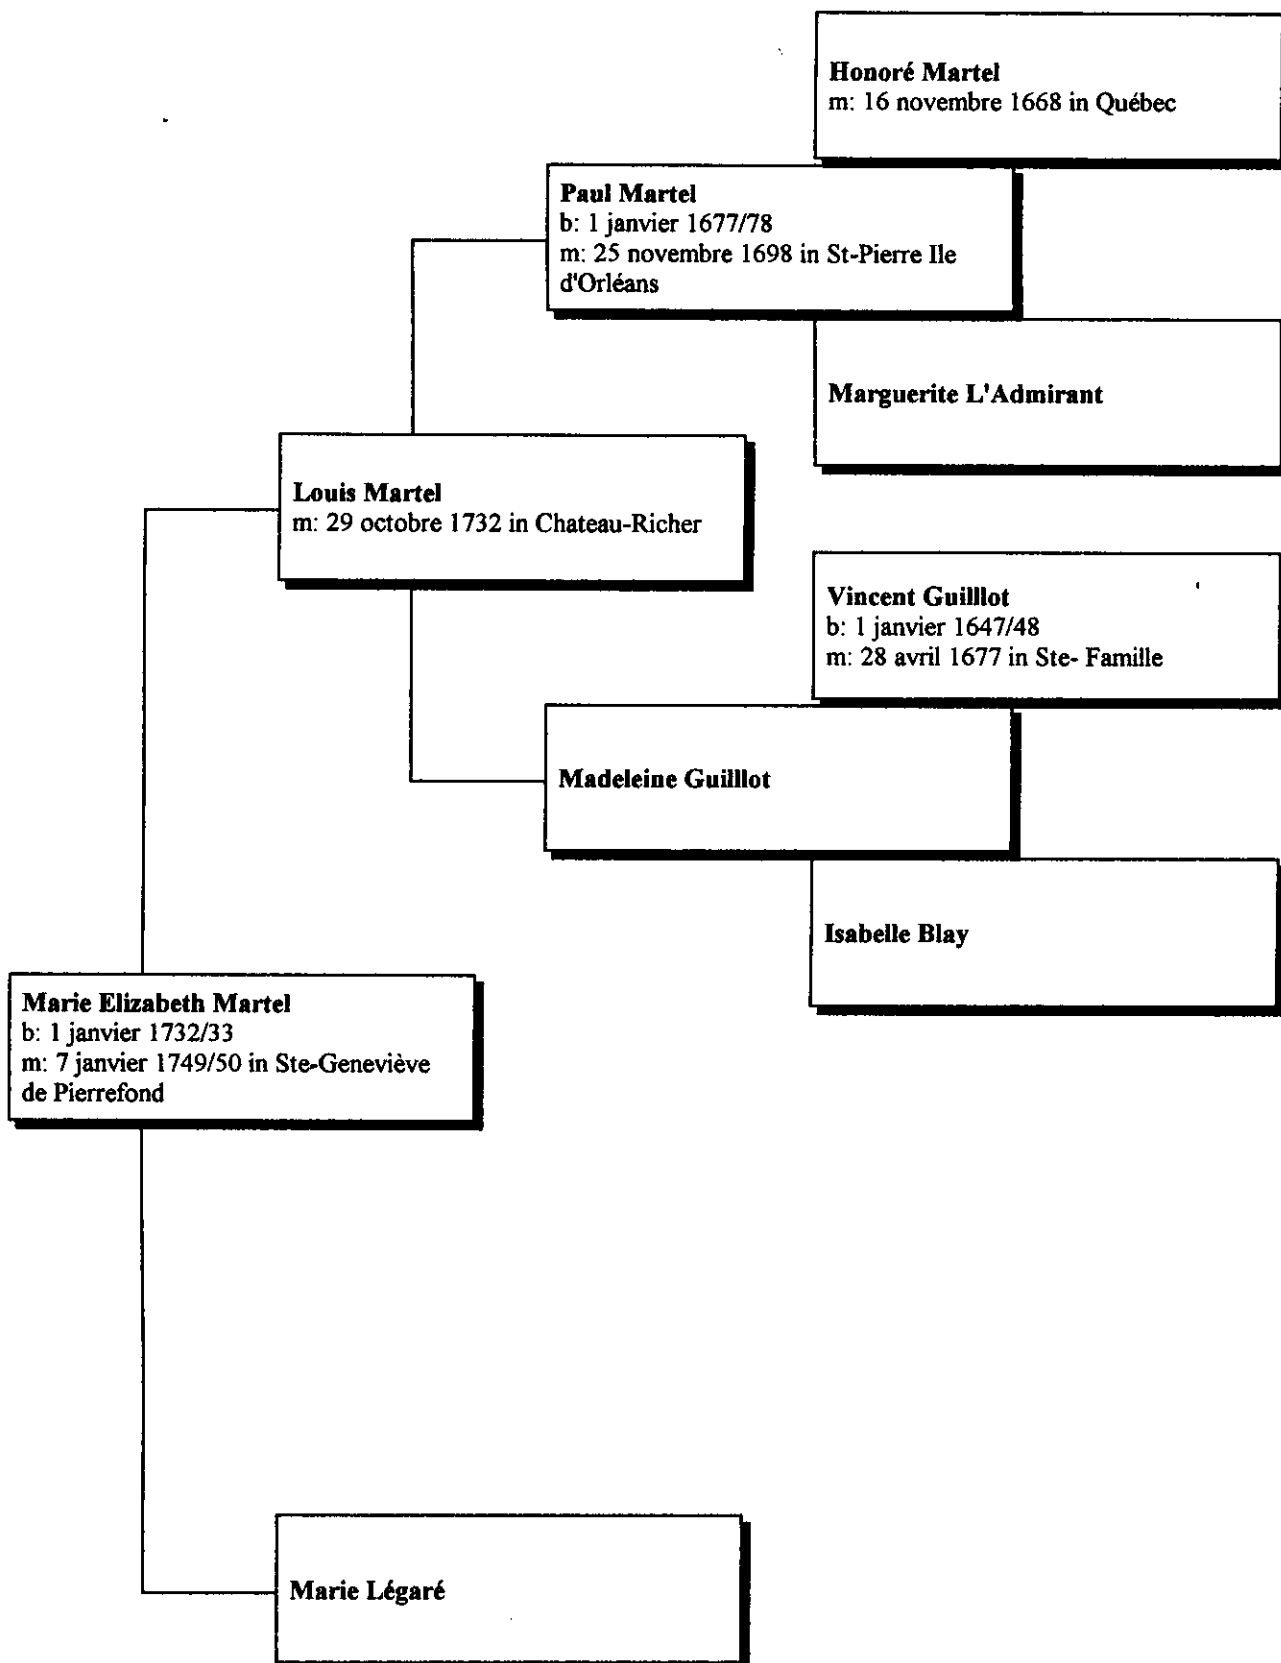 Honoré Martel
m: 16 novembre 1668 in Québec
Paul Martel
b: 1 janvier 1677/78
m: 25 novembre 1698 in St-Pierre Ile
d'Orléans
Marguerite L'Admirant
Louis Martel
m: 29 octobre 1732 in Chateau-Richer
Vincent Guilllot
b: 1 janvier 1647/48
m: 28 avril 1677 in Ste- Famille
Madeleine Guilllot
Isabelle Blay
Marie Elizabeth Martel
b: 1 janvier 1732/33
m: 7 janvier 1749/50 in Ste-Geneviève
de Pierrefond
Marie Légaré